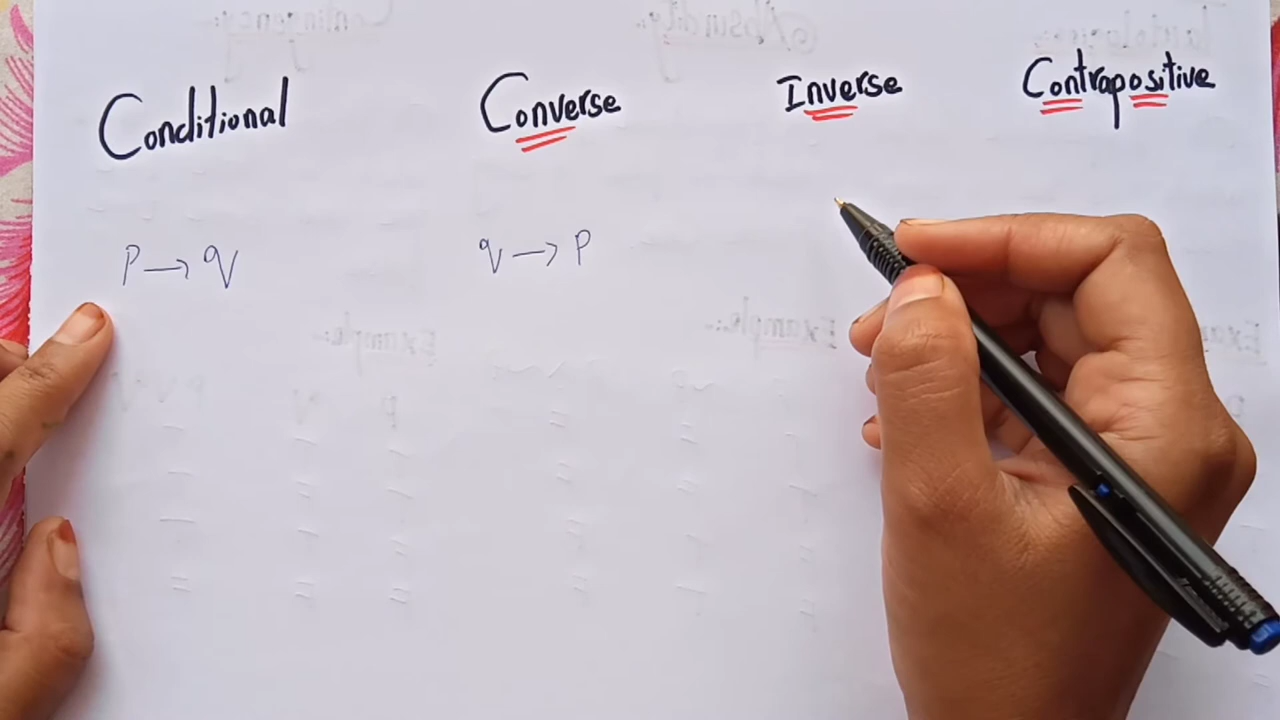 Conditional Converse Inverse Contrapositive
P → q q → P